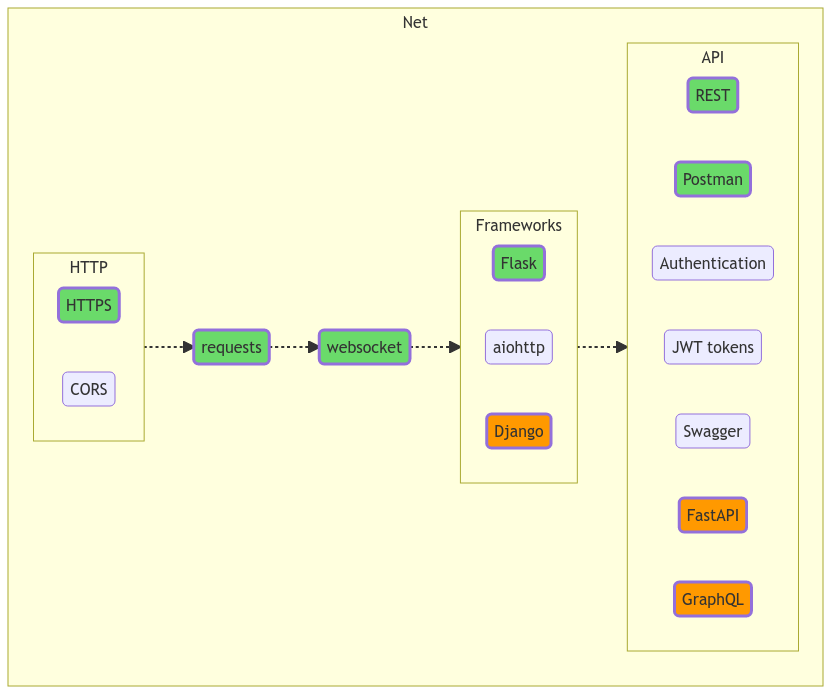 Net
HTTP
HTTPS
CORS
requests
websocket
Frameworks
Flask
aiohttp
Django
API
REST
Postman
Authentication
JWT tokens
Swagger
FastAPI
GraphQL